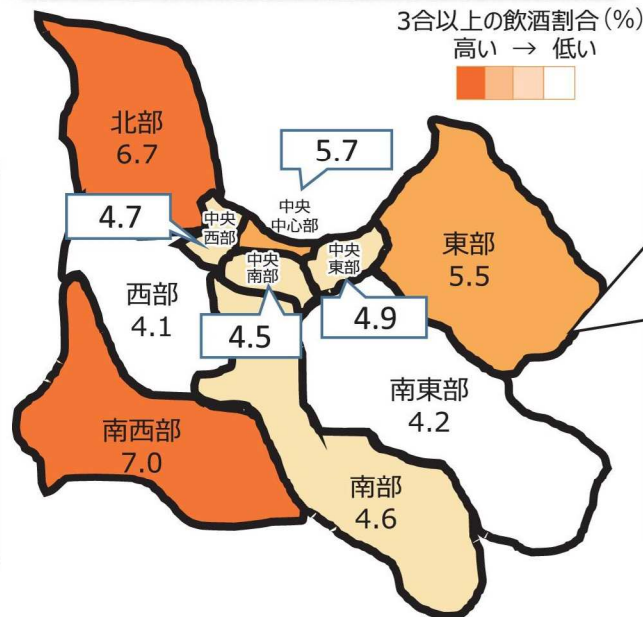 3合以上の飲酒割合(%)
高い → 低い
北部
6.7
5.7
4.7
中央
西部
中央
中心部
中央
南部
中央
東部
東部
5.5
西部
4.1
4.5
4.9
南東部
4.2
南西部
7.0
南部
4.6